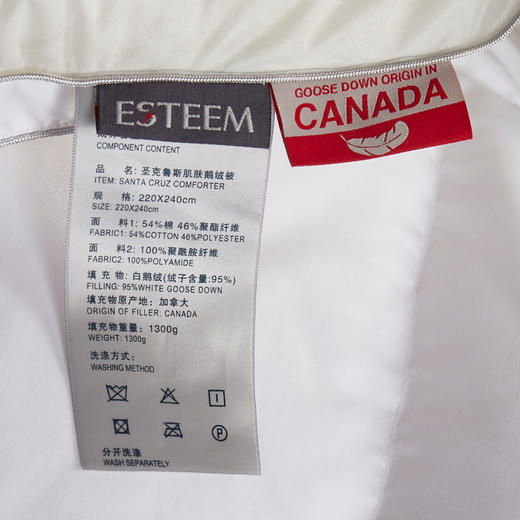 ESTEEM
GOOSE DOWN ORIGIN IN
CANADA
COMPONENT CONTENT
品 名：圣克鲁斯肌肤鹅绒被
ITEM: SANTA CRUZ COMFORTER
规 格：220X240cm
SIZE: 220X240cm
面 料1：54%棉 46%聚酯纤维
FABRIC1: 54%COTTON 46%POLYESTER
面 料2：100%聚酰胺纤维
FABRIC2: 100%POLYAMIDE
填 充 物：白鹅绒(绒子含量:95%)
FILLING: 95%WHITE GOOSE DOWN
填充物原产地：加拿大
ORIGIN OF FILLER: CANADA
填充物重量：1300g
WEIGHT: 1300g
洗涤方式：
WASHING METHOD
P
分开洗涤
WASH SEPARATELY